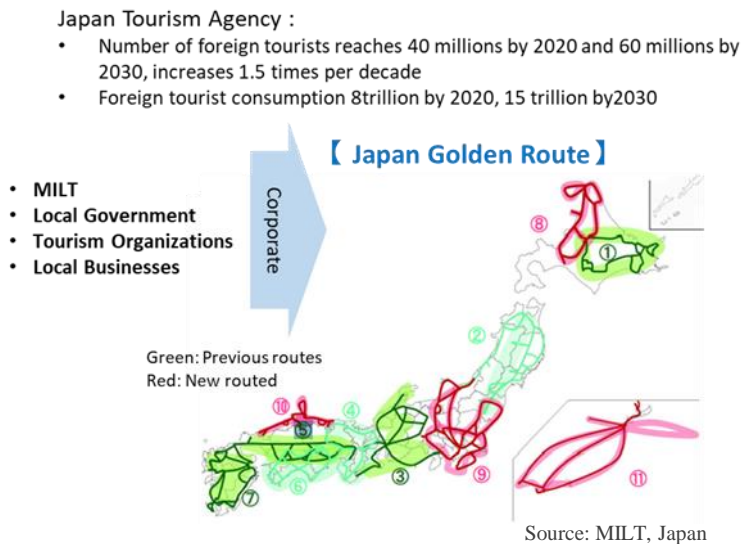 Japan Tourism Agency :
• Number of foreign tourists reaches 40 millions by 2020 and 60 millions by
2030, increases 1.5 times per decade
• Foreign tourist consumption 8trillion by 2020, 15 trillion by2030
【 Japan Golden Route 】
• MILT
• Local Government
• Tourism Organizations
• Local Businesses
Corporate
Green: Previous routes
Red: New routed
⑧
①
②
⑩
④
⑤
⑥
⑦
③
⑨
⑪
Source: MILT, Japan